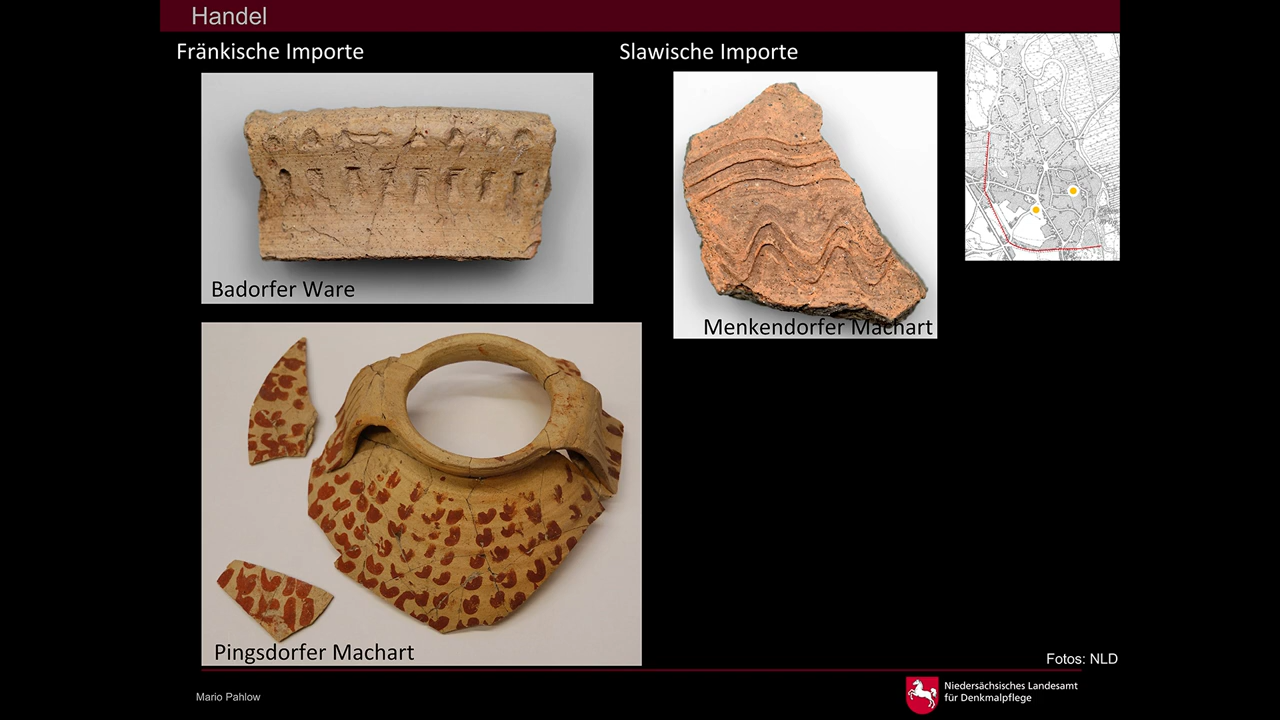 Handel
Fränkische Importe
Slawische Importe
Badorfer Ware
Menkendorfer Machart
Pingsdorfer Machart
Fotos: NLD
Mario Pahlow
Niedersächsisches Landesamt
für Denkmalpflege